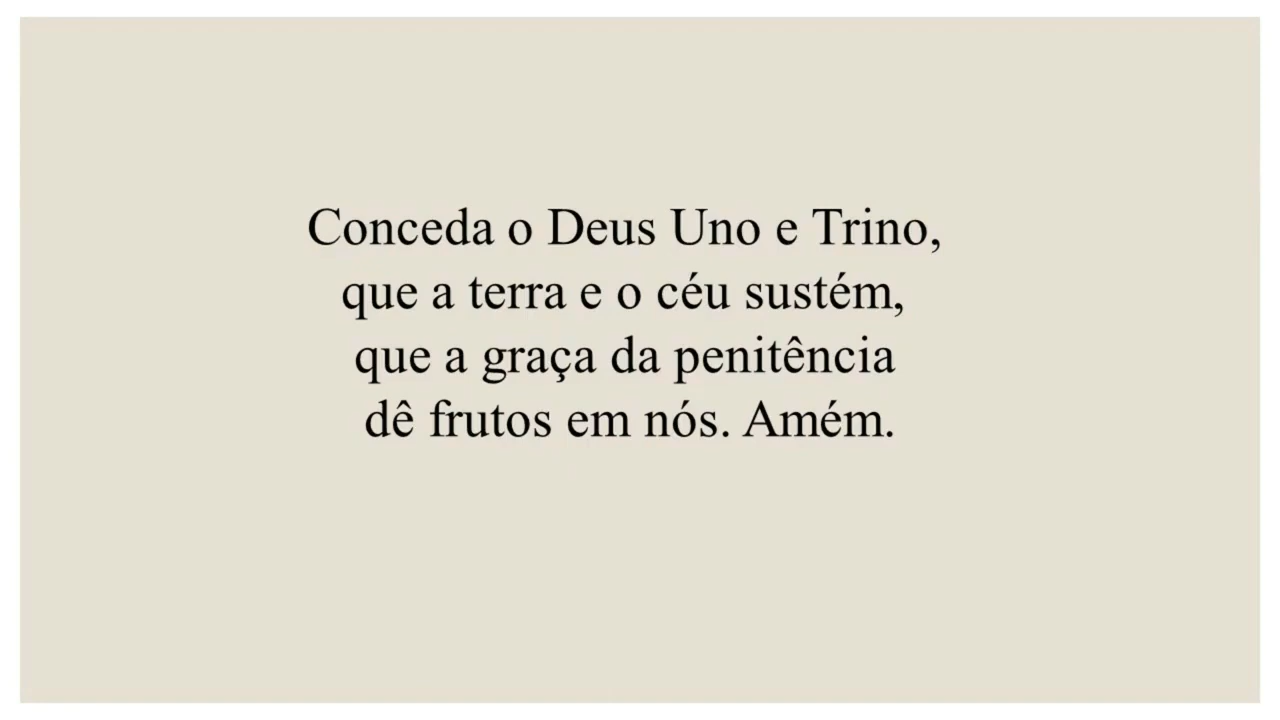 Conceda o Deus Uno e Trino,
que a terra e o céu sustém,
que a graça da penitência
dê frutos em nós. Amém.